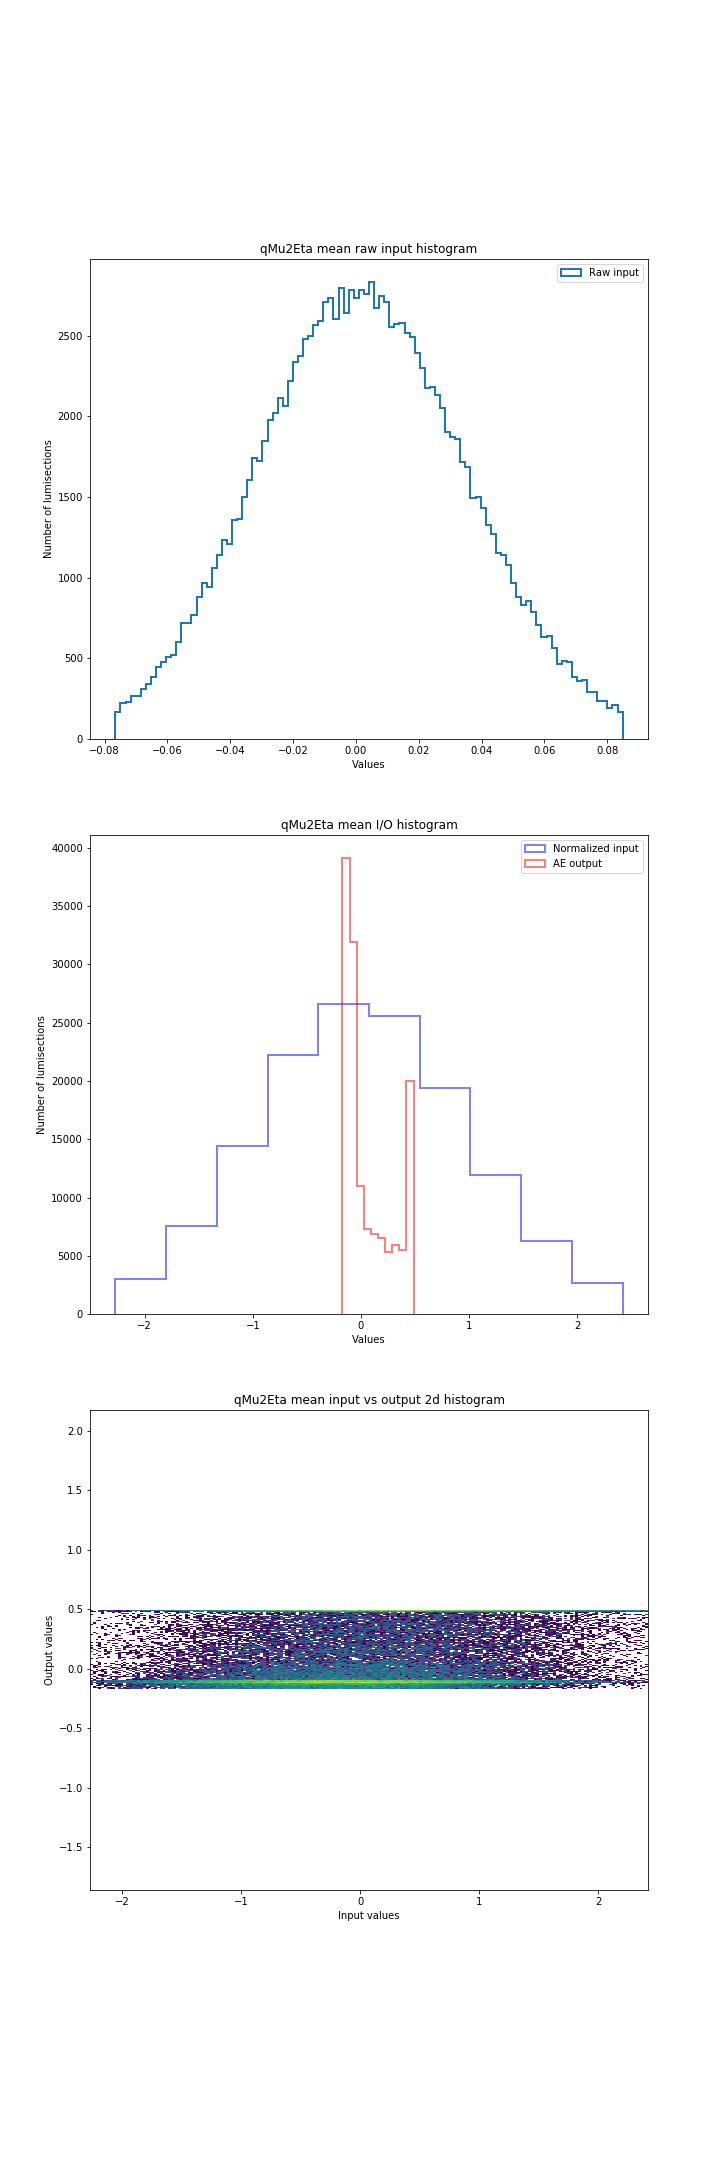 qMu2Eta mean raw input histogram
Raw input
Number of lumisections
2500
2000
1500
1000
500
0
−0.08 −0.06 −0.04 −0.02 0.00 0.02 0.04 0.06 0.08
Values
qMu2Eta mean I/O histogram
Normalized input
AE output
Number of lumisections
40000
35000
30000
25000
20000
15000
10000
5000
0
−2 −1 0 1 2
Values
qMu2Eta mean input vs output 2d histogram
Output values
2.0
1.5
1.0
0.5
0.0
−0.5
−1.0
−1.5
−2 −1 0 1 2
Input values